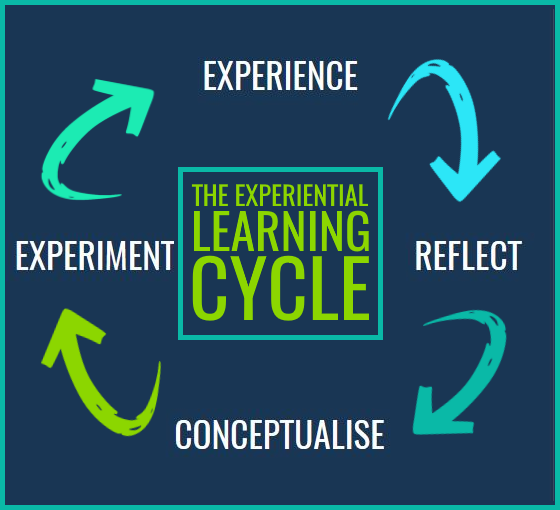 EXPERIENCE
THE EXPERIENTIAL
LEARNING
CYCLE
EXPERIMENT
REFLECT
CONCEPTUALISE